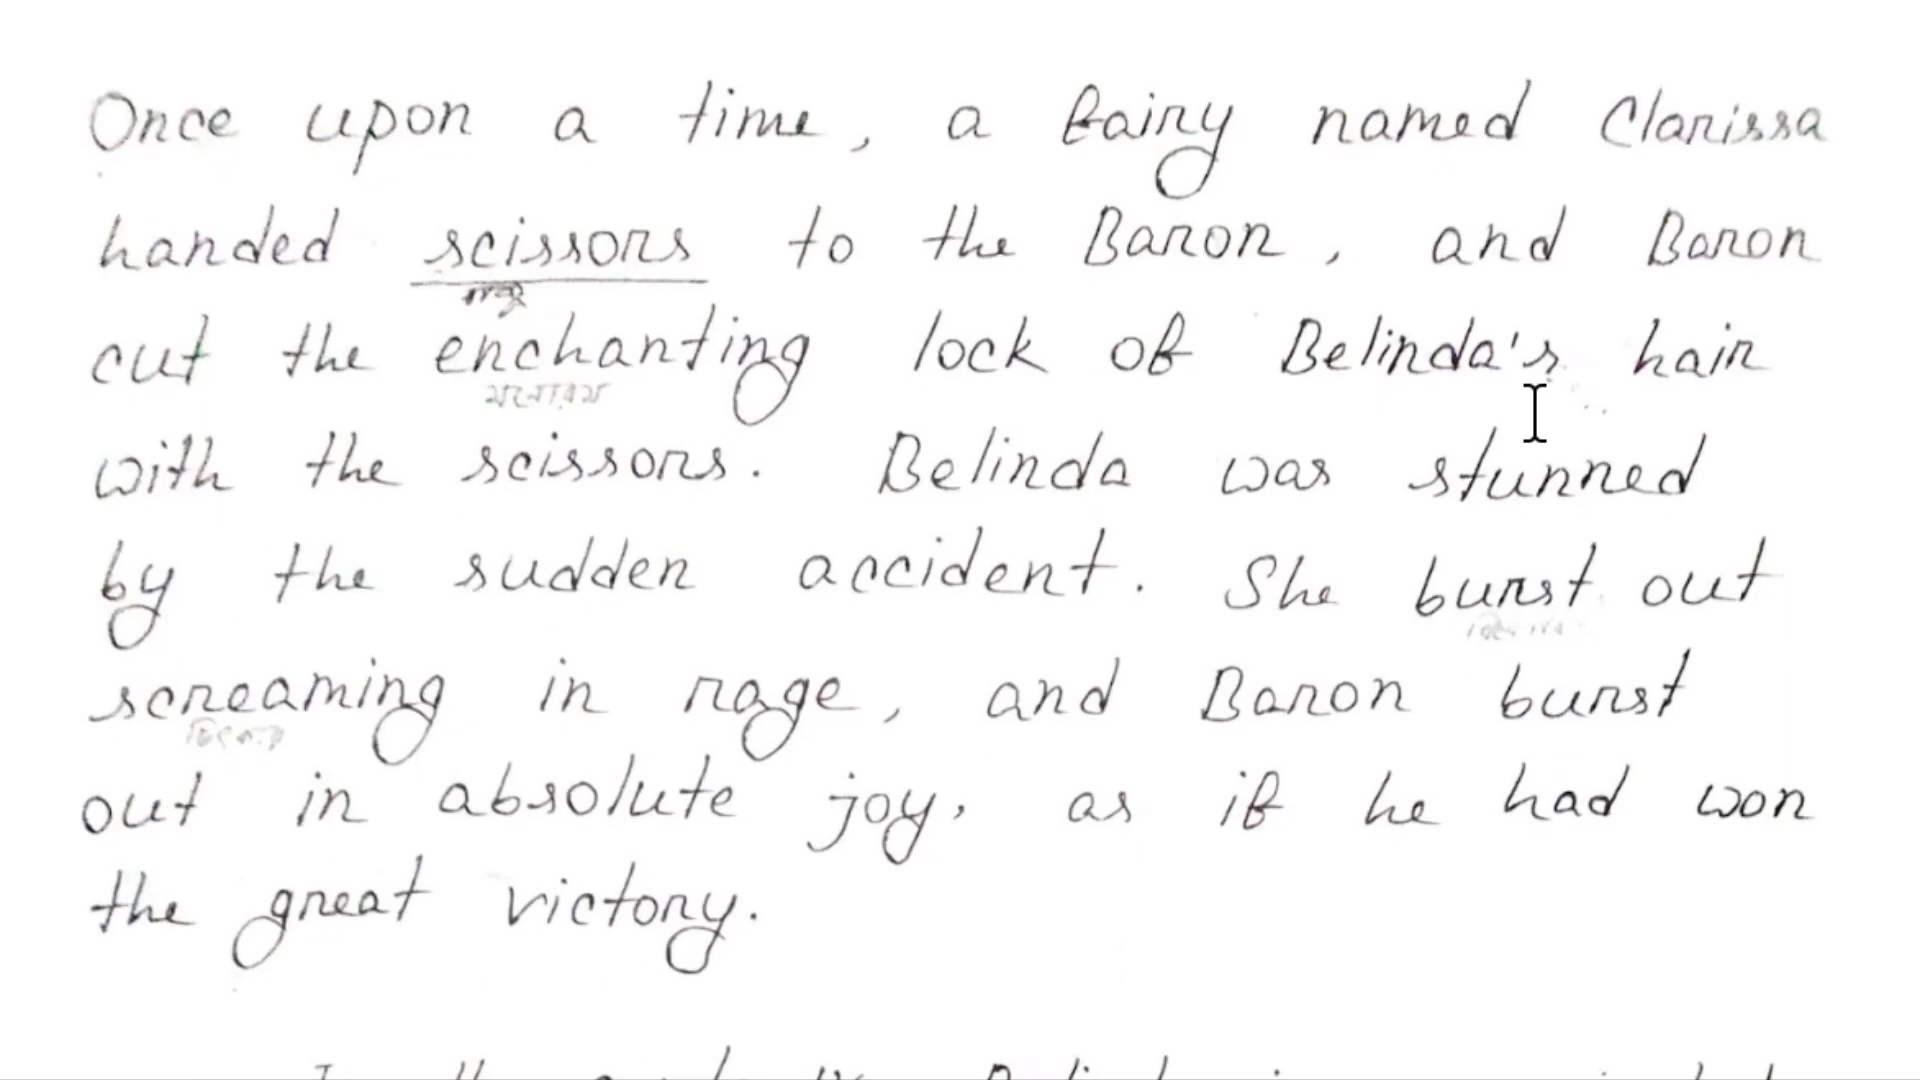 Once upon a time, a fairy named Clarissa
handed scissors to the Baron, and Baron
cut the enchanting lock of Belinda's hair
with the scissors. Belinda was stunned
by the sudden accident. She burst out
screaming in rage, and Baron burst
out in absolute joy, as if he had won
the great victory.